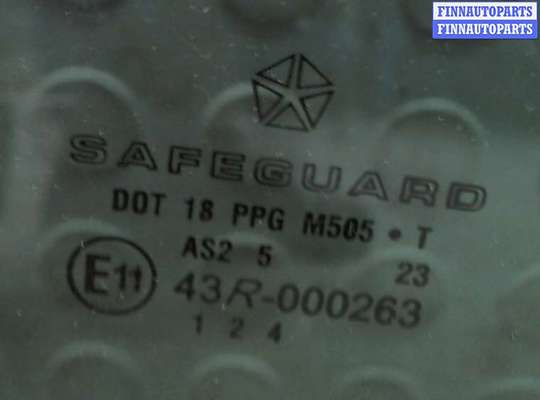 FINNAUTOPARTS
FINNAUTOPARTS
SAFEGUARD
DOT 18 PPG M505 • T
AS2 5 23
E11 43R-000263
1 2 4